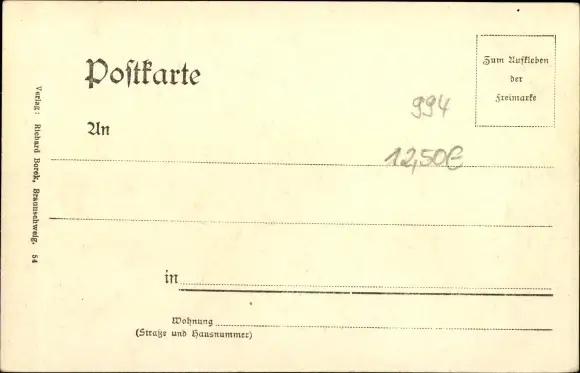 Postkarte
Zum Aufkleben
der
Freimarke
994
An
12,50€
in
Wohnung
(Straße und Hausnummer)
Verlag: Richard Borek, Braunschweig. 54